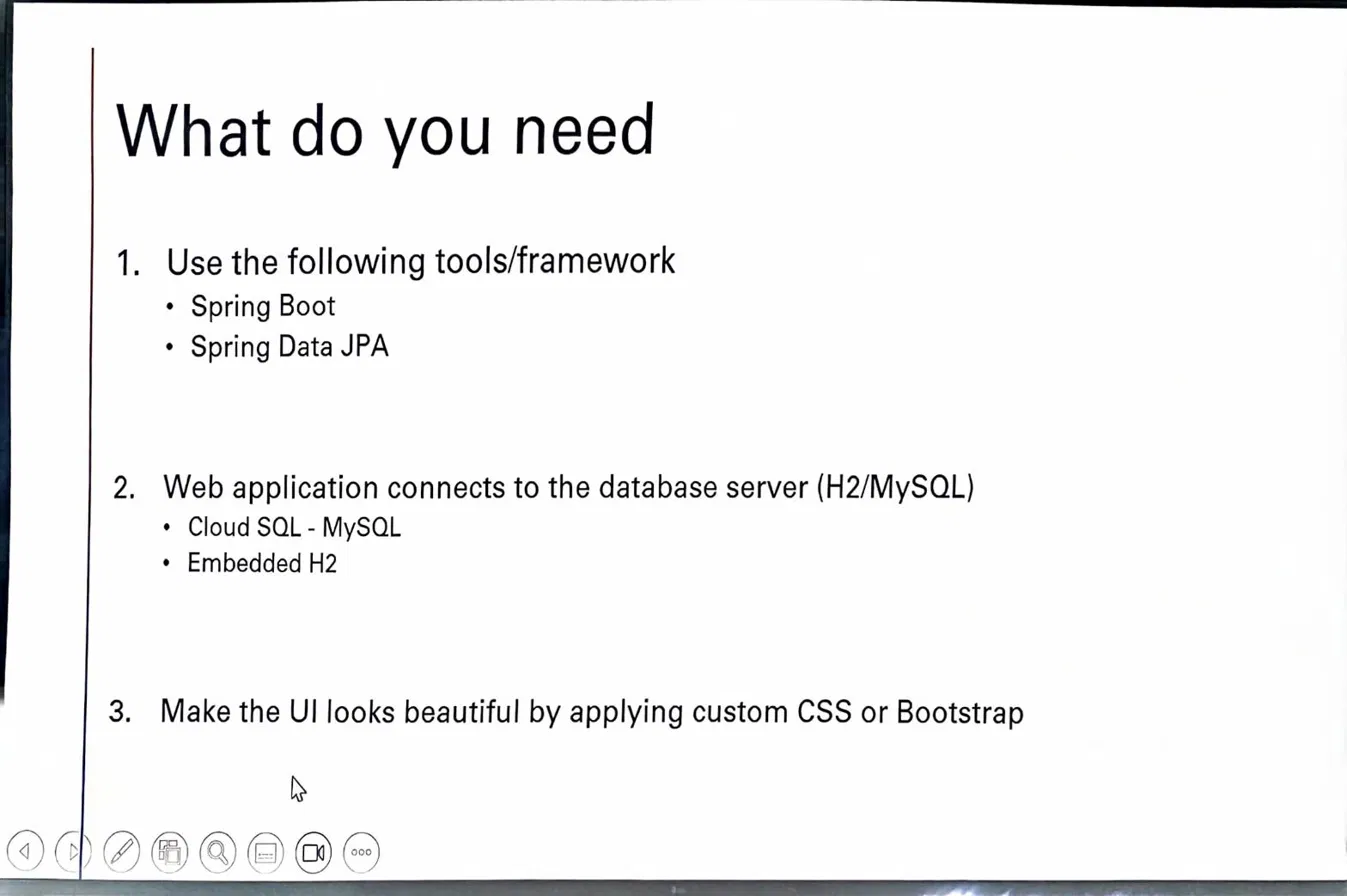 What do you need
1. Use the following tools/framework
• Spring Boot
• Spring Data JPA
2. Web application connects to the database server (H2/MySQL)
• Cloud SQL - MySQL
• Embedded H2
3. Make the UI looks beautiful by applying custom CSS or Bootstrap